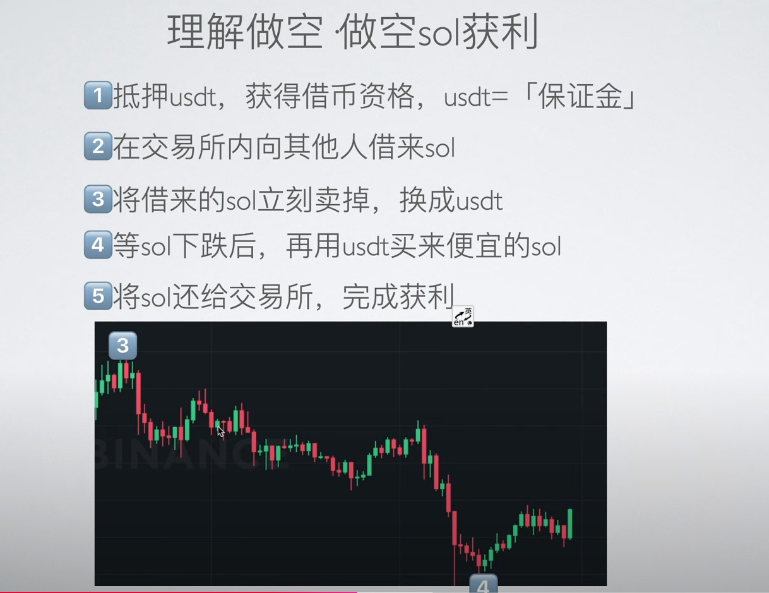 理解做空·做空sol获利
1 抵押usdt，获得借币资格，usdt=「保证金」
2 在交易所内向其他人借来sol
3 将借来的sol立刻卖掉，换成usdt
4 等sol下跌后，再用usdt买来便宜的sol
5 将sol还给交易所，完成获利
英
en
3
BINANCE
4